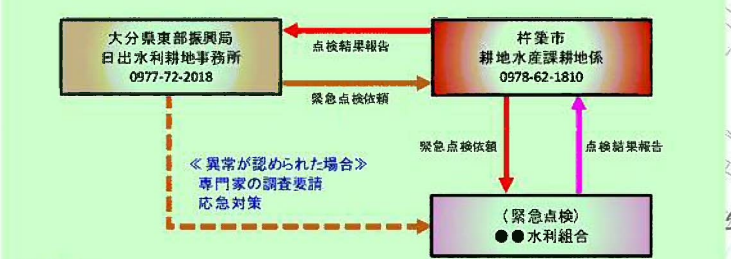 大分県東部振興局
日出水利耕地事務所
0977-72-2018
点検結果報告
緊急点検依頼
杵築市
耕地水産課耕地係
0978-62-1810
緊急点検依頼
点検結果報告
≪異常が認められた場合≫
専門家の調査要請
応急対策
(緊急点検)
●●水利組合